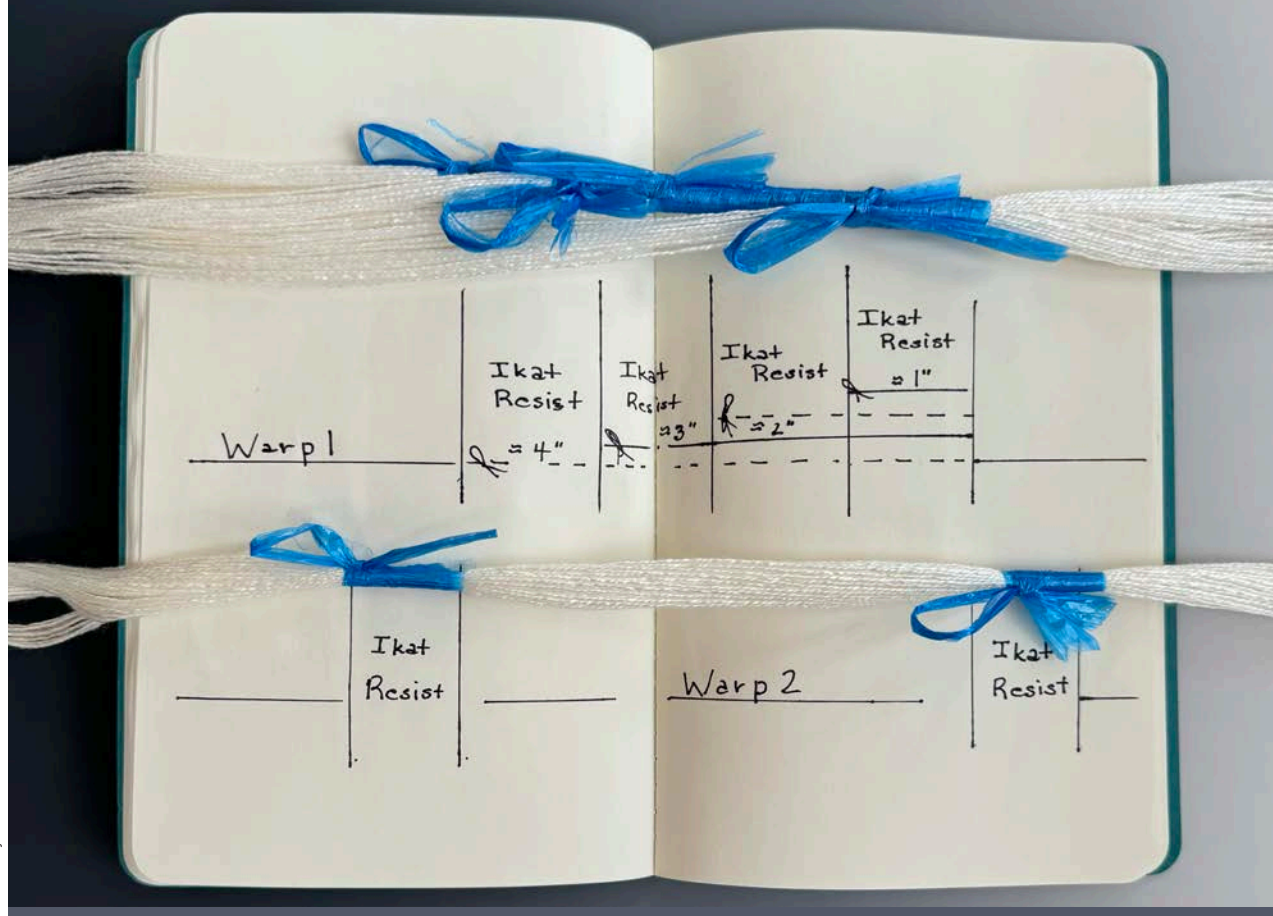 Ikat
Resist
≈ 4"
Ikat
Resist
≈3"
Ikat
Resist
≈2"
Ikat
Resist
≈ 1"
Warp 1
Ikat
Resist
Warp 2
Ikat
Resist